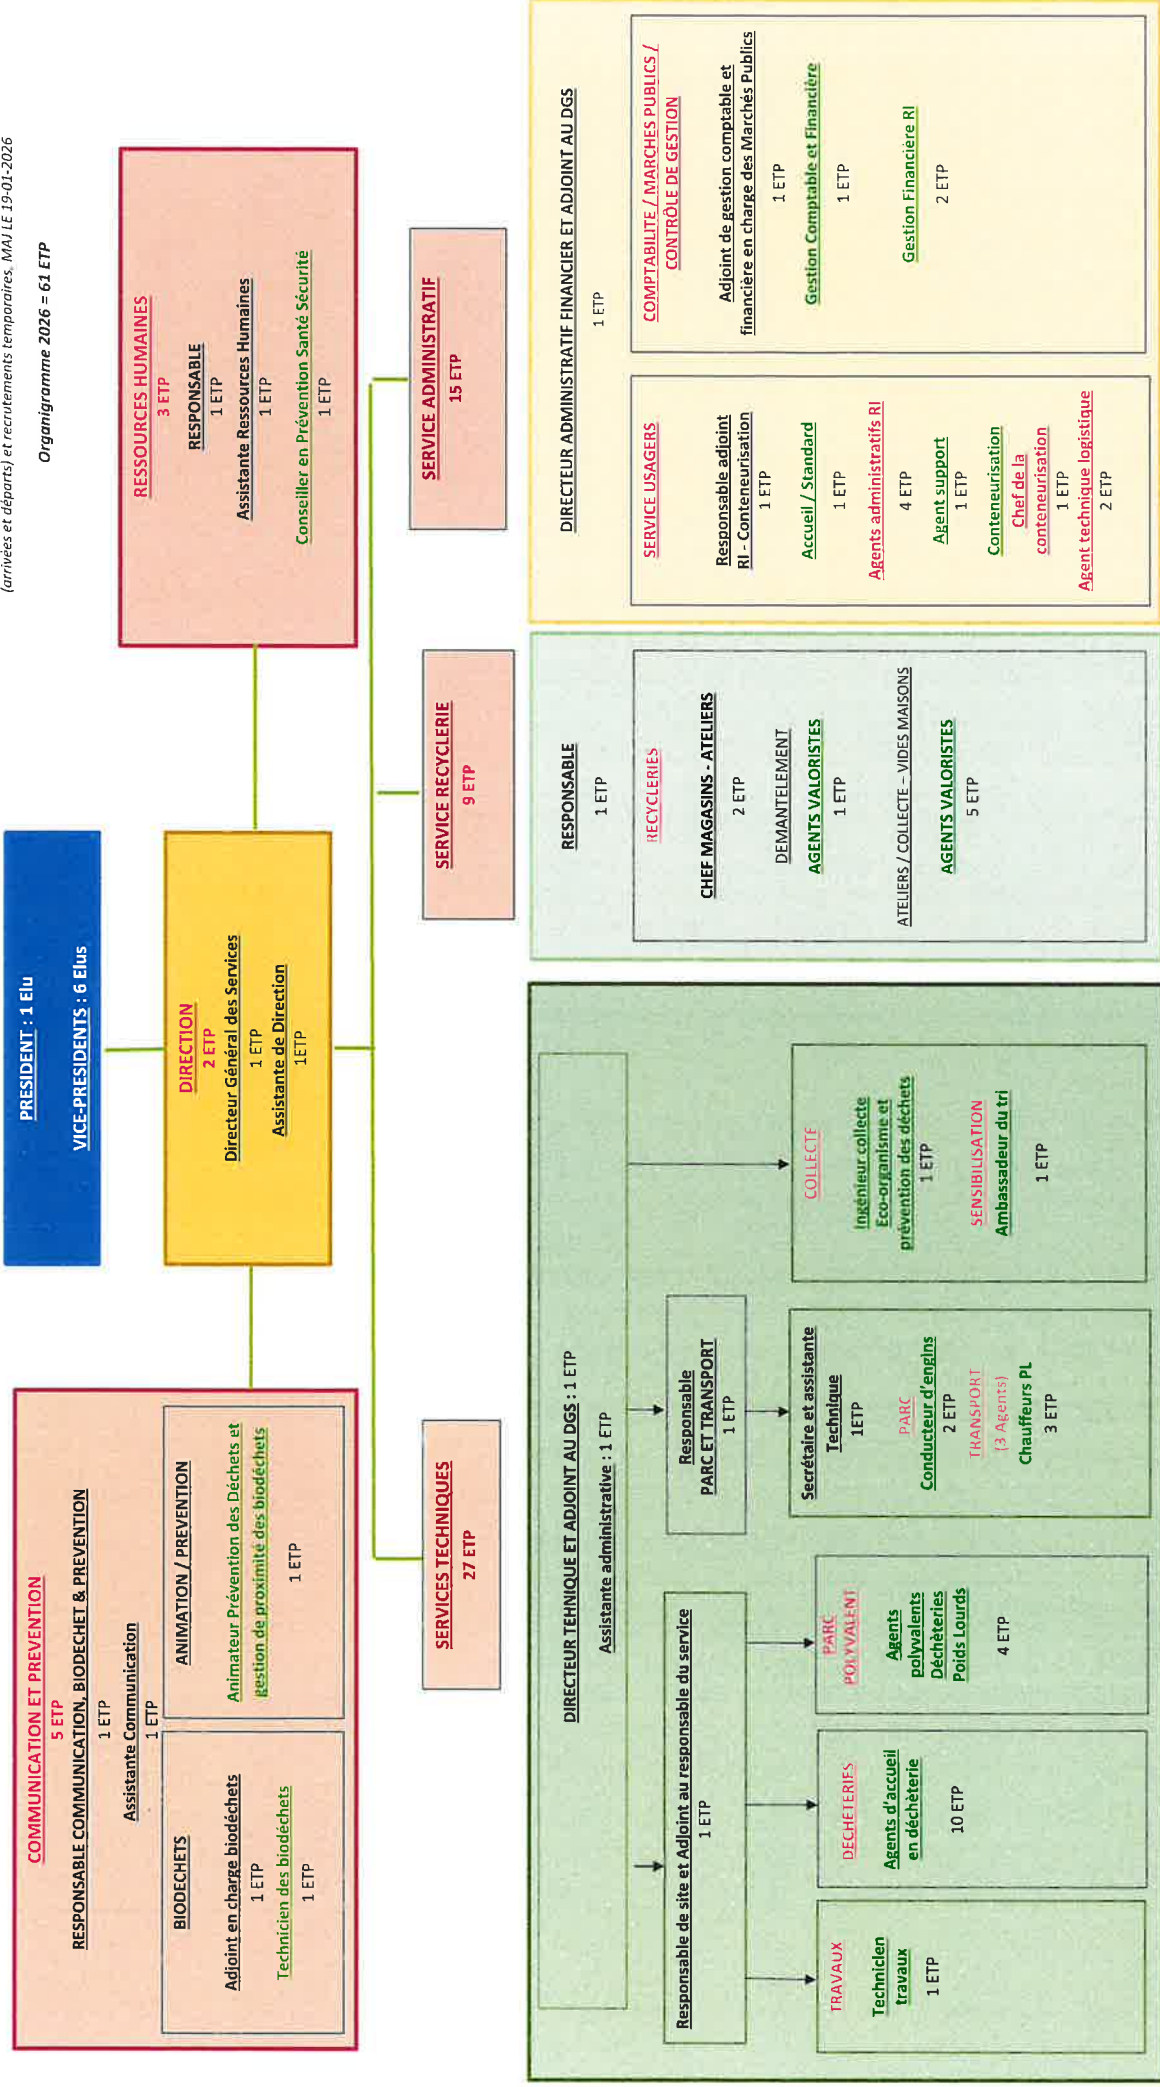 (arrivées et départs) et recrutements temporaires, MAJ LE 19-01-2026
Organigramme 2026 = 61 ETP
PRESIDENT : 1 Elu
VICE-PRESIDENTS : 6 Elus
COMMUNICATION ET PREVENTION
5 ETP
RESPONSABLE COMMUNICATION, BIODECHET & PREVENTION
1 ETP
Assistante Communication
1 ETP
BIODECHETS
Adjoint en charge biodéchets
1 ETP
Technicien des biodéchets
1 ETP
ANIMATION / PREVENTION
Animateur Prévention des Déchets et
gestion de proximité des biodéchets
1 ETP
DIRECTION
2 ETP
Directeur Général des Services
1 ETP
Assistante de Direction
1ETP
RESSOURCES HUMAINES
3 ETP
RESPONSABLE
1 ETP
Assistante Ressources Humaines
1 ETP
Conseiller en Prévention Santé Sécurité
1 ETP
SERVICES TECHNIQUES
27 ETP
SERVICE RECYCLERIE
9 ETP
SERVICE ADMINISTRATIF
15 ETP
DIRECTEUR TEHNIQUE ET ADJOINT AU DGS : 1 ETP
Assistante administrative : 1 ETP
Responsable de site et Adjoint au responsable du service
1 ETP
Responsable
PARC ET TRANSPORT
1 ETP
TRAVAUX
Technicien
travaux
1 ETP
DECHETERIES
Agents d'accueil
en déchèterie
10 ETP
PARC
POLYVALENT
Agents
polyvalents
Déchèteries
Poids Lourds
4 ETP
Secrétaire et assistante
Technique
1ETP
PARC
Conducteur d'engins
2 ETP
TRANSPORT
(3 Agents)
Chauffeurs PL
3 ETP
COLLECTE
Ingénieur collecte
Eco-organisme et
prévention des déchets
1 ETP
SENSIBILISATION
Ambassadeur du tri
1 ETP
RESPONSABLE
1 ETP
RECYCLERIES
CHEF MAGASINS - ATELIERS
2 ETP
DEMANTELEMENT
AGENTS VALORISTES
1 ETP
ATELIERS / COLLECTE – VIDES MAISONS
AGENTS VALORISTES
5 ETP
DIRECTEUR ADMINISTRATIF FINANCIER ET ADJOINT AU DGS
1 ETP
SERVICE USAGERS
Responsable adjoint
RI - Conteneurisation
1 ETP
Accueil / Standard
1 ETP
Agents administratifs RI
4 ETP
Agent support
1 ETP
Conteneurisation
Chef de la
conteneurisation
1 ETP
Agent technique logistique
2 ETP
COMPTABILITE / MARCHES PUBLICS /
CONTRÔLE DE GESTION
Adjoint de gestion comptable et
financière en charge des Marchés Publics
1 ETP
Gestion Comptable et Financière
1 ETP
Gestion Financière RI
2 ETP